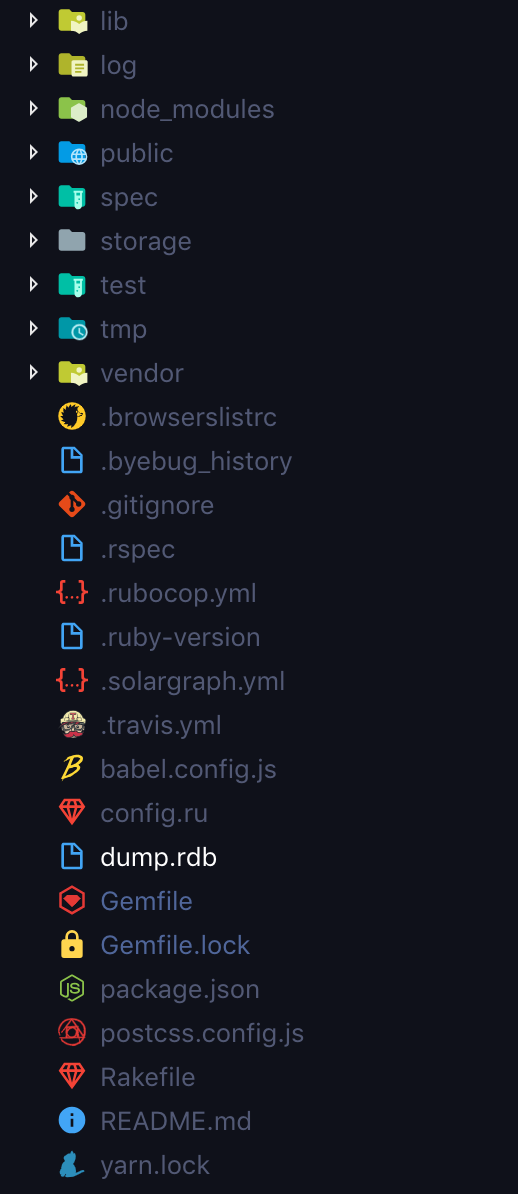 lib
log
node_modules
public
spec
storage
test
tmp
vendor
.browserslistrc
.byebug_history
.gitignore
.rspec
.rubocop.yml
.ruby-version
.solargraph.yml
.travis.yml
babel.config.js
config.ru
dump.rdb
Gemfile
Gemfile.lock
package.json
postcss.config.js
Rakefile
README.md
yarn.lock